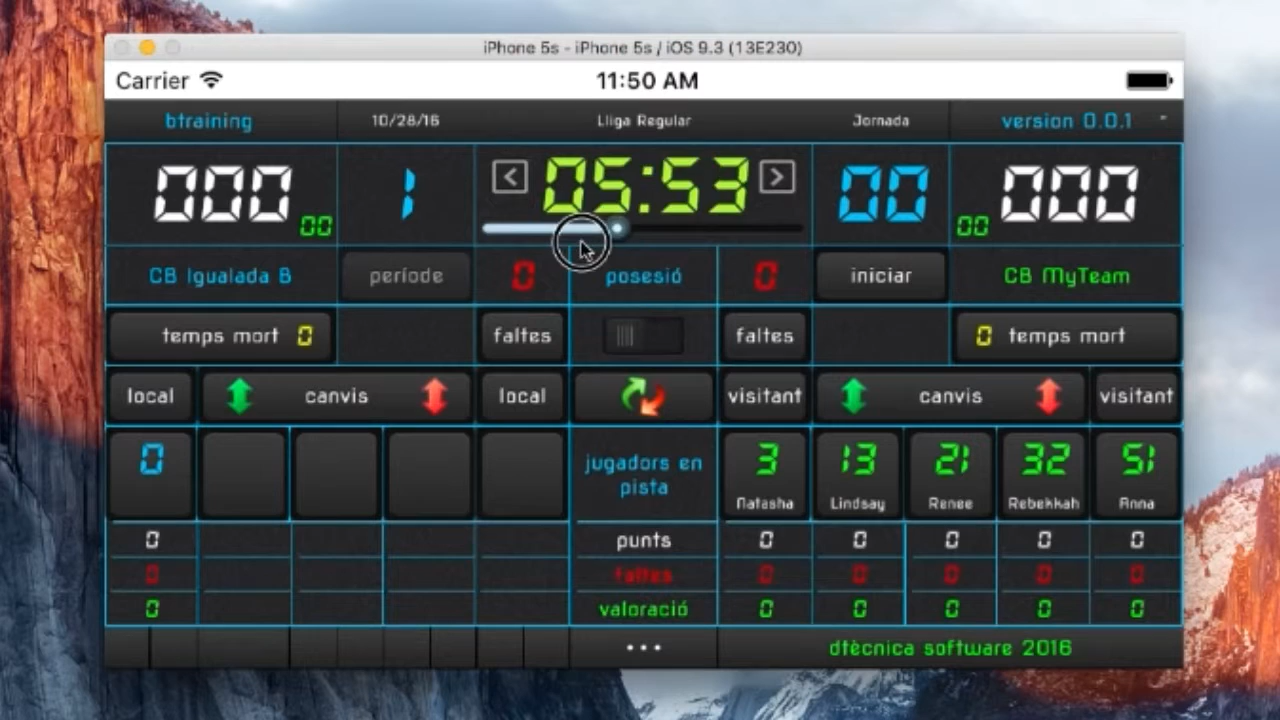 iPhone 5s - iPhone 5s / iOS 9.3 (13E230)
Carrier 11:50 AM
btraining 10/28/16 Lliga Regular Jornada version 0.0.1
000 00 1 < 05:53 > 00 00 000
CB Igualada B període 0 posesió 0 iniciar CB MyTeam
temps mort 0 faltes faltes 0 temps mort
local canvis local visitant canvis visitant
0 jugadors en pista 3 13 21 32 51
Natasha Lindsay Renee Rebekkah Anna
0 punts 0 0 0 0 0
0 faltes 0 0 0 0 0
0 valoració 0 0 0 0 0
... dtècnica software 2016